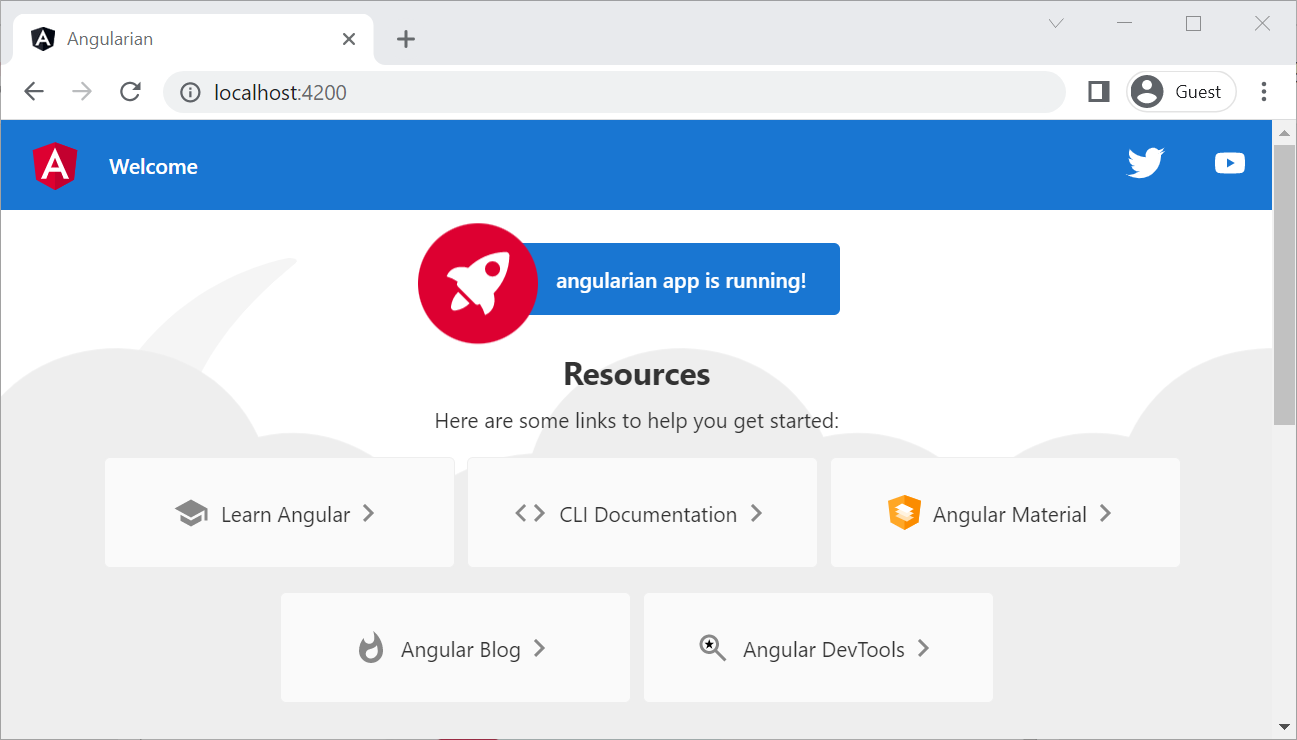 Angularian
localhost:4200
Guest
Welcome
angularian app is running!
Resources
Here are some links to help you get started:
Learn Angular
CLI Documentation
Angular Material
Angular Blog
Angular DevTools